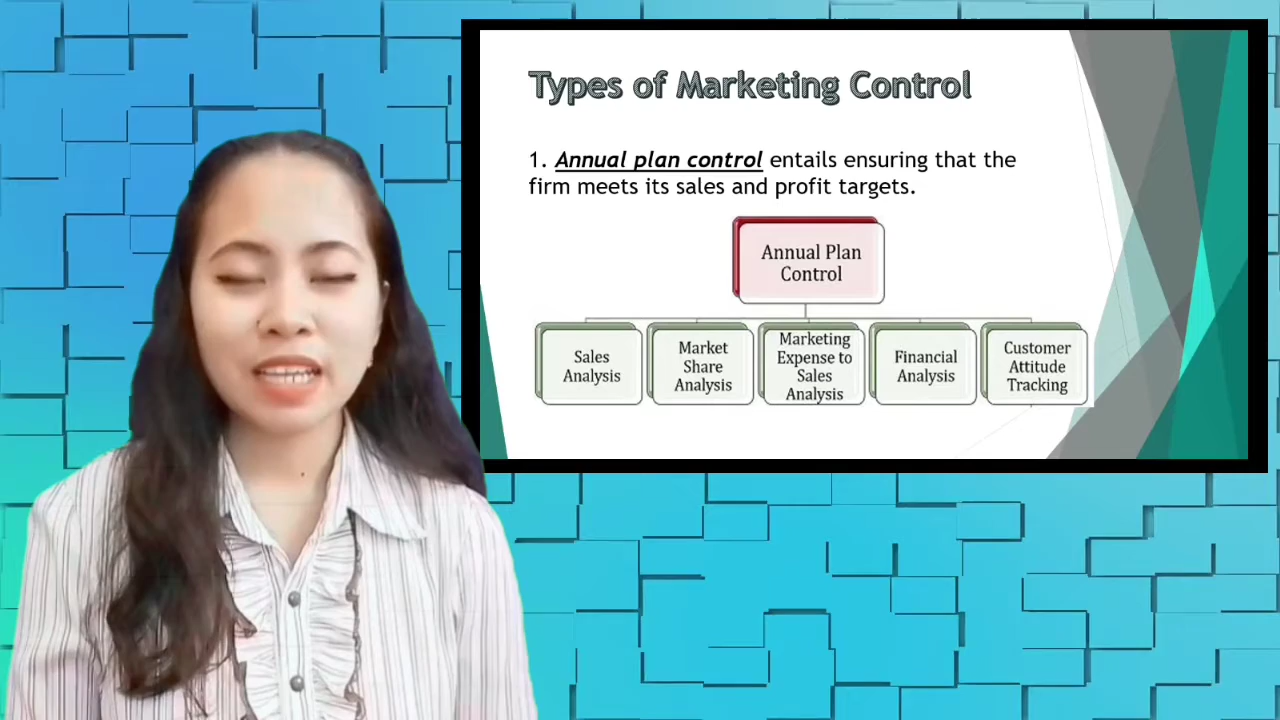 Types of Marketing Control
1. Annual plan control entails ensuring that the
firm meets its sales and profit targets.
Annual Plan
Control
Sales
Analysis
Market
Share
Analysis
Marketing
Expense to
Sales
Analysis
Financial
Analysis
Customer
Attitude
Tracking